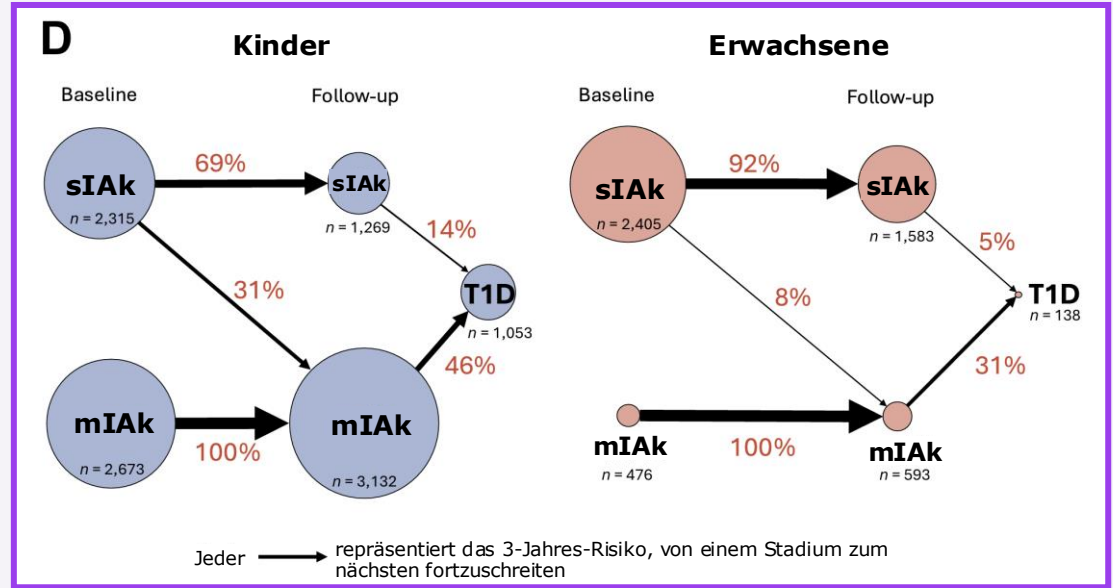 D
Kinder
Erwachsene
Baseline
Follow-up
Baseline
Follow-up
sIAk
n = 2,315
69%
sIAk
n = 1,269
14%
31%
T1D
n = 1,053
46%
mIAk
n = 2,673
100%
mIAk
n = 3,132
sIAk
n = 2,405
92%
sIAk
n = 1,583
5%
8%
T1D
n = 138
31%
mIAk
n = 476
100%
mIAk
n = 593
Jeder
repräsentiert das 3-Jahres-Risiko, von einem Stadium zum
nächsten fortzuschreiten